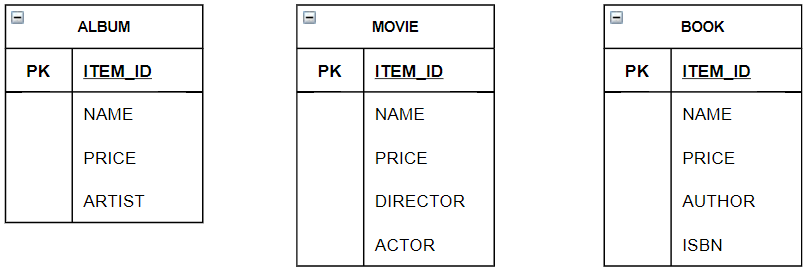 ALBUM
PK ITEM_ID
NAME
PRICE
ARTIST
MOVIE
PK ITEM_ID
NAME
PRICE
DIRECTOR
ACTOR
BOOK
PK ITEM_ID
NAME
PRICE
AUTHOR
ISBN